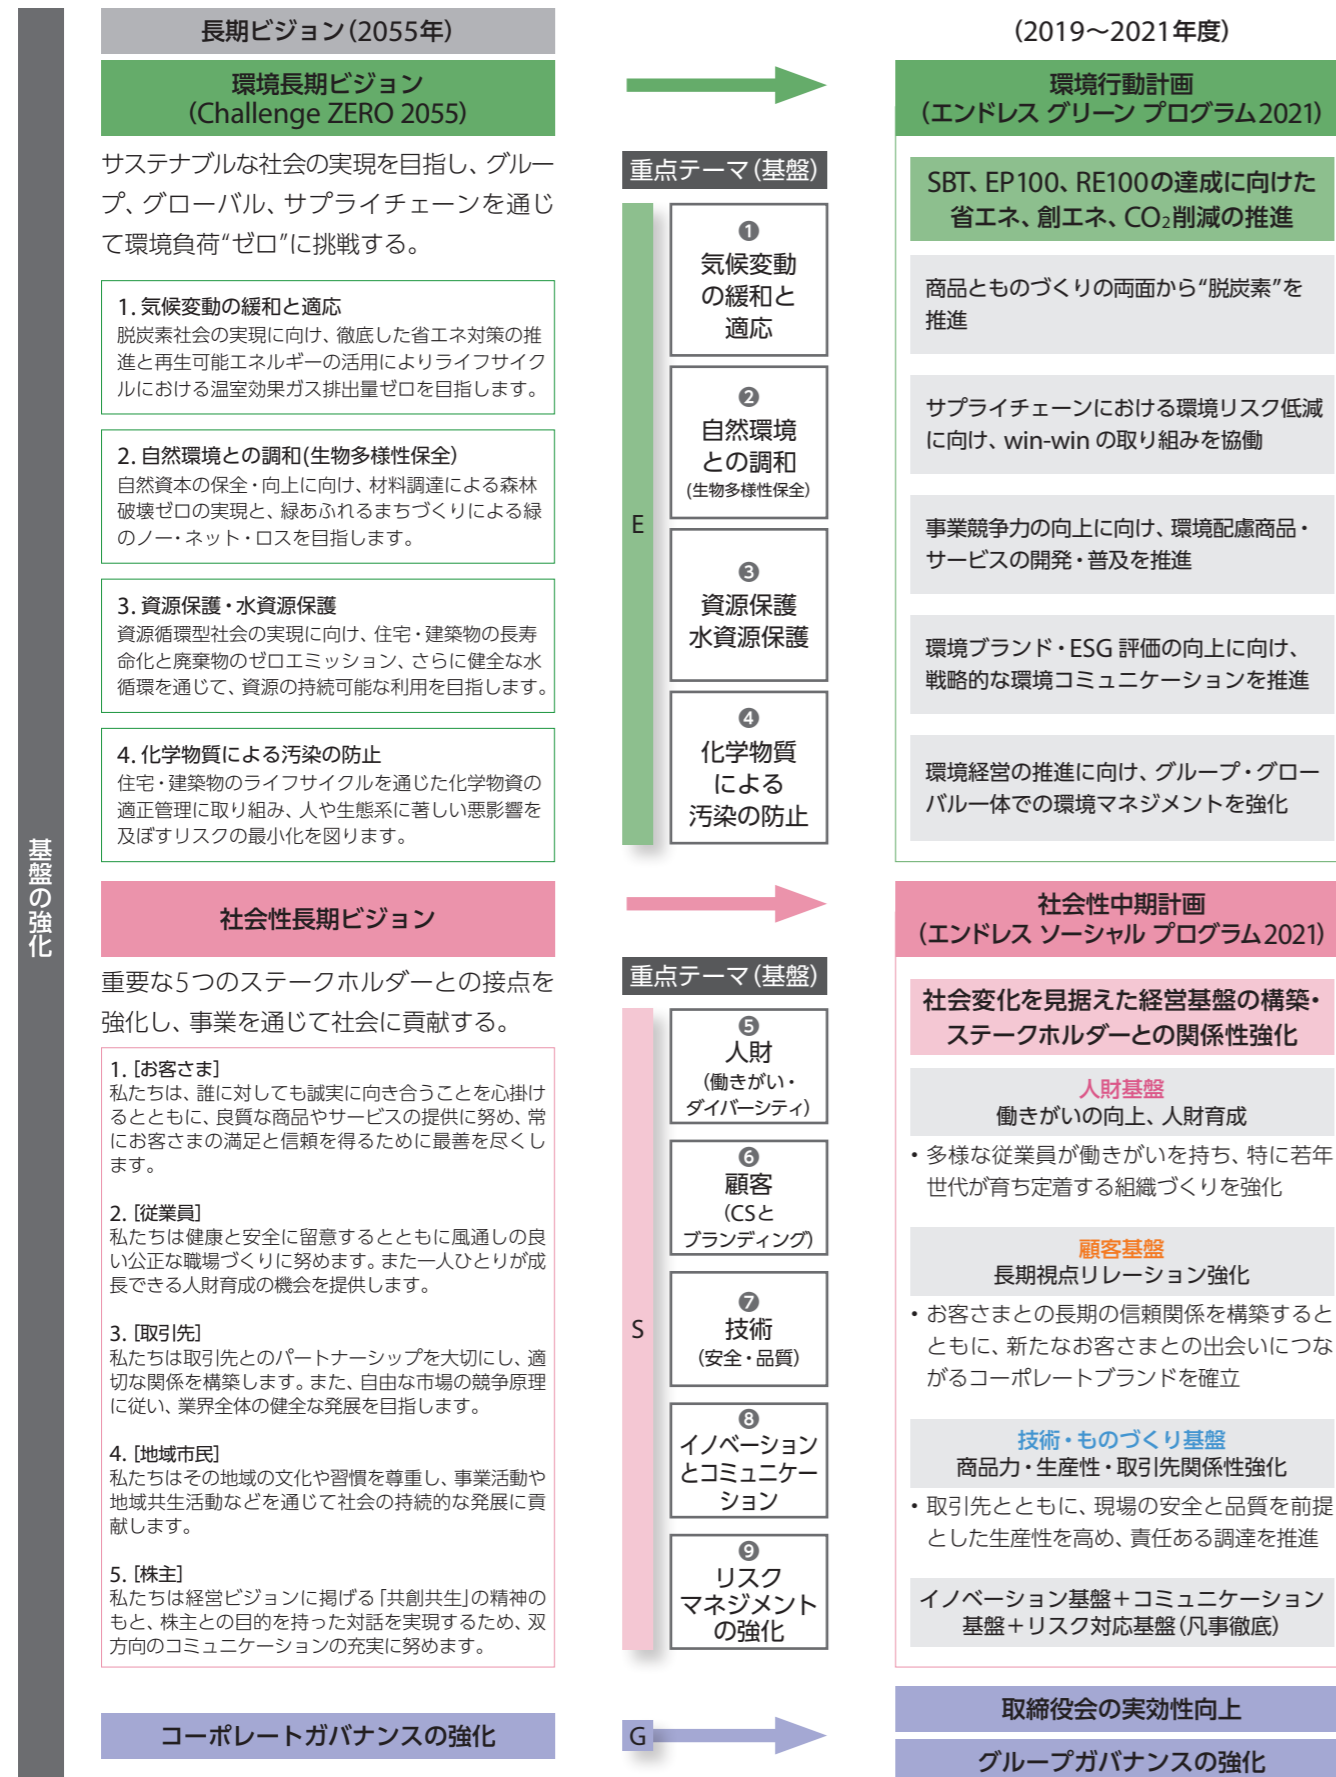 基盤の強化
長期ビジョン(2055年)
環境長期ビジョン
(Challenge ZERO 2055)
サステナブルな社会の実現を目指し、グルー
プ、グローバル、サプライチェーンを通じ
て環境負荷“ゼロ”に挑戦する。
1. 気候変動の緩和と適応
脱炭素社会の実現に向け、徹底した省エネ対策の推
進と再生可能エネルギーの活用によりライフサイク
ルにおける温室効果ガス排出量ゼロを目指します。
2. 自然環境との調和(生物多様性保全)
自然資本の保全・向上に向け、材料調達による森林
破壊ゼロの実現と、緑あふれるまちづくりによる緑
のノー・ネット・ロスを目指します。
3. 資源保護・水資源保護
資源循環型社会の実現に向け、住宅・建築物の長寿
命化と廃棄物のゼロエミッション、さらに健全な水
循環を通じて、資源の持続可能な利用を目指します。
4. 化学物質による汚染の防止
住宅・建築物のライフサイクルを通じた化学物資の
適正管理に取り組み、人や生態系に著しい悪影響を
及ぼすリスクの最小化を図ります。
重点テーマ(基盤)
E
❶
気候変動
の緩和と
適応
❷
自然環境
との調和
(生物多様性保全)
❸
資源保護
水資源保護
❹
化学物質
による
汚染の防止
(2019〜2021年度)
環境行動計画
(エンドレス グリーン プログラム2021)
SBT、EP100、RE100の達成に向けた
省エネ、創エネ、CO₂削減の推進
商品とものづくりの両面から“脱炭素”を
推進
サプライチェーンにおける環境リスク低減
に向け、win-win の取り組みを協働
事業競争力の向上に向け、環境配慮商品・
サービスの開発・普及を推進
環境ブランド・ESG 評価の向上に向け、
戦略的な環境コミュニケーションを推進
環境経営の推進に向け、グループ・グロー
バル一体での環境マネジメントを強化
社会性長期ビジョン
重要な5つのステークホルダーとの接点を
強化し、事業を通じて社会に貢献する。
1. [お客さま]
私たちは、誰に対しても誠実に向き合うことを心掛け
るとともに、良質な商品やサービスの提供に努め、常
にお客さまの満足と信頼を得るために最善を尽くし
ます。
2. [従業員]
私たちは健康と安全に留意するとともに風通しの良
い公正な職場づくりに努めます。また一人ひとりが成
長できる人財育成の機会を提供します。
3. [取引先]
私たちは取引先とのパートナーシップを大切にし、適
切な関係を構築します。また、自由な市場の競争原理
に従い、業界全体の健全な発展を目指します。
4. [地域市民]
私たちはその地域の文化や習慣を尊重し、事業活動や
地域共生活動などを通じて社会の持続的な発展に貢
献します。
5. [株主]
私たちは経営ビジョンに掲げる「共創共生」の精神の
もと、株主との目的を持った対話を実現するため、双
方向のコミュニケーションの充実に努めます。
重点テーマ(基盤)
S
❺
人財
(働きがい・
ダイバーシティ)
❻
顧客
(CSと
ブランディング)
❼
技術
(安全・品質)
❽
イノベーション
とコミュニケー
ション
❾
リスク
マネジメント
の強化
社会性中期計画
(エンドレス ソーシャル プログラム2021)
社会変化を見据えた経営基盤の構築・
ステークホルダーとの関係性強化
人財基盤
働きがいの向上、人財育成
・多様な従業員が働きがいを持ち、特に若年
世代が育ち定着する組織づくりを強化
顧客基盤
長期視点リレーション強化
・お客さまとの長期の信頼関係を構築すると
ともに、新たなお客さまとの出会いにつな
がるコーポレートブランドを確立
技術・ものづくり基盤
商品力・生産性・取引先関係性強化
・取引先とともに、現場の安全と品質を前提
とした生産性を高め、責任ある調達を推進
イノベーション基盤+コミュニケーション
基盤+リスク対応基盤(凡事徹底)
コーポレートガバナンスの強化
G
取締役会の実効性向上
グループガバナンスの強化